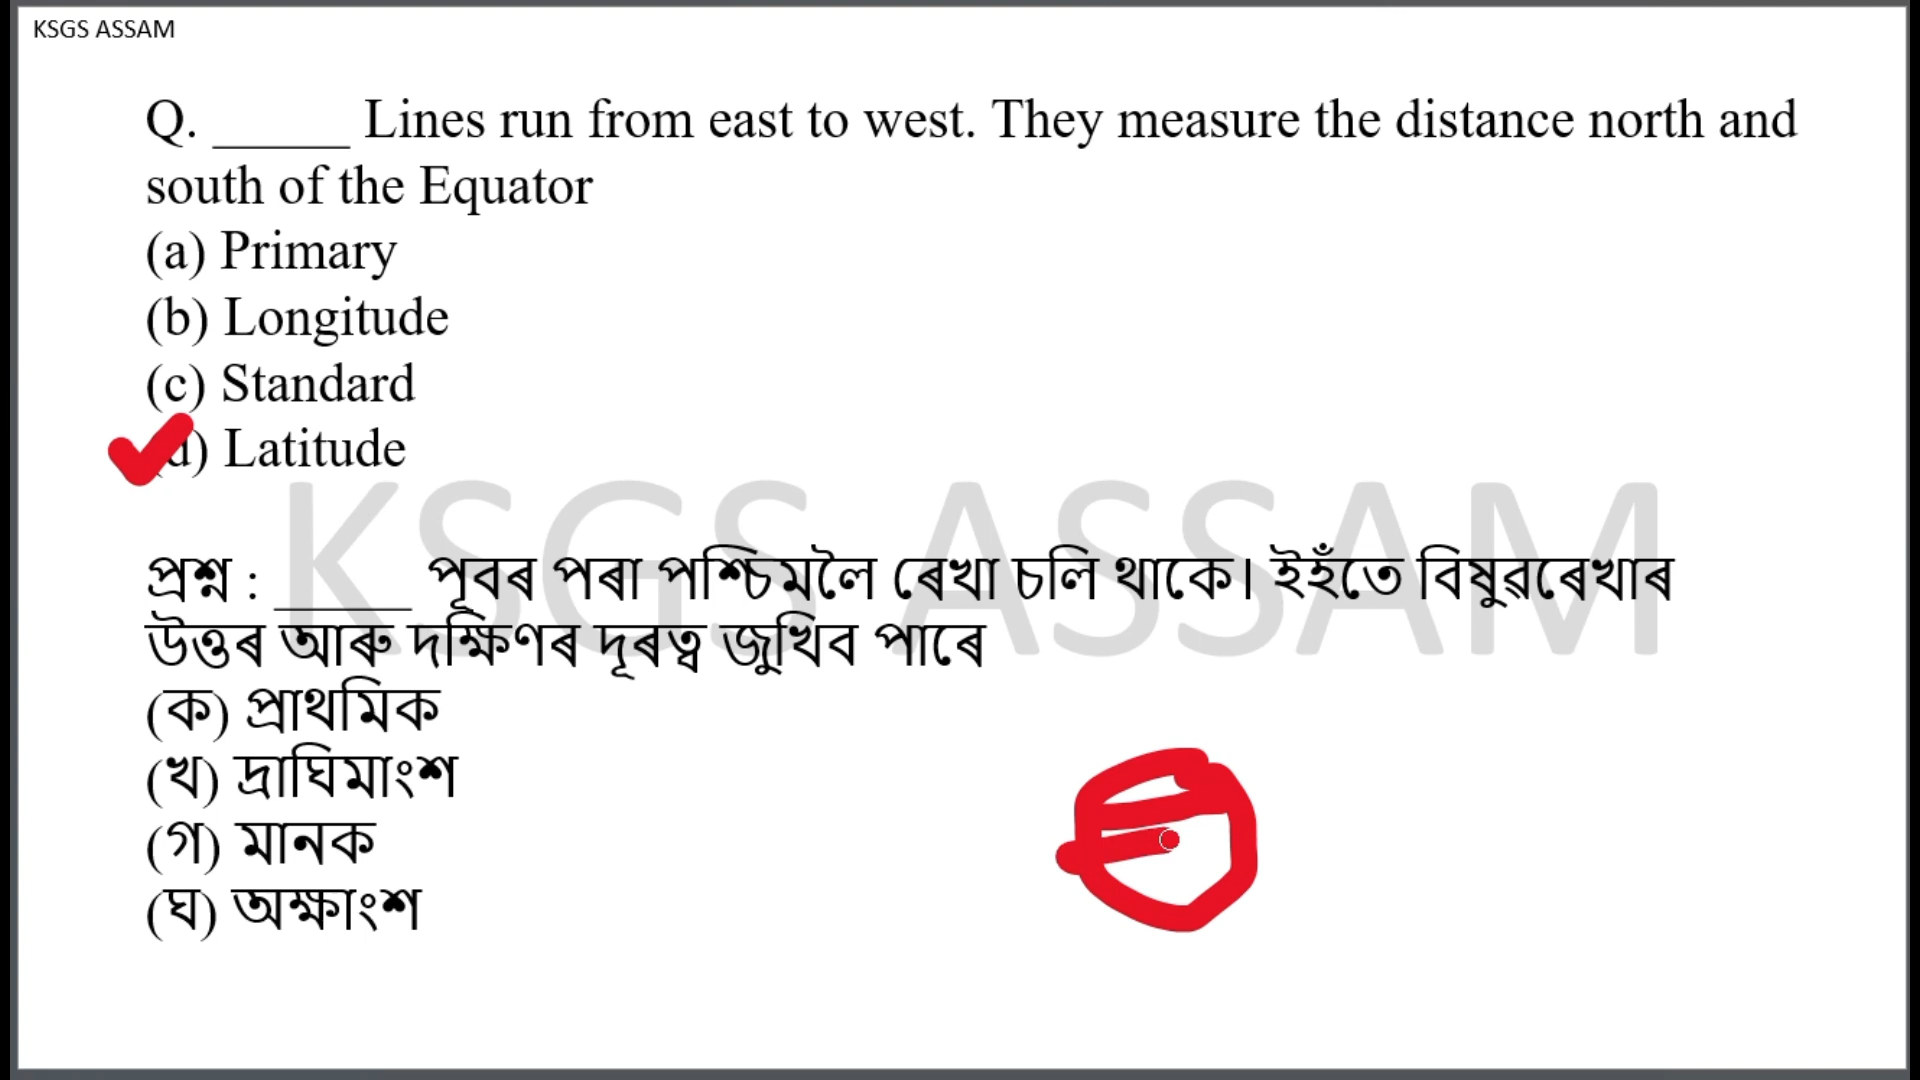 KSGS ASSAM
Q. _____ Lines run from east to west. They measure the distance north and
south of the Equator
(a) Primary
(b) Longitude
(c) Standard
(d) Latitude
KSGS ASSAM
প্ৰশ্ন : _____ পূবৰ পৰা পশ্চিমলৈ ৰেখা চলি থাকে। ইহঁতে বিষুৱৰেখাৰ
উত্তৰ আৰু দক্ষিণৰ দূৰত্ব জুখিব পাৰে
(ক) প্ৰাথমিক
(খ) দ্ৰাঘিমাংশ
(গ) মানক
(ঘ) অক্ষাংশ